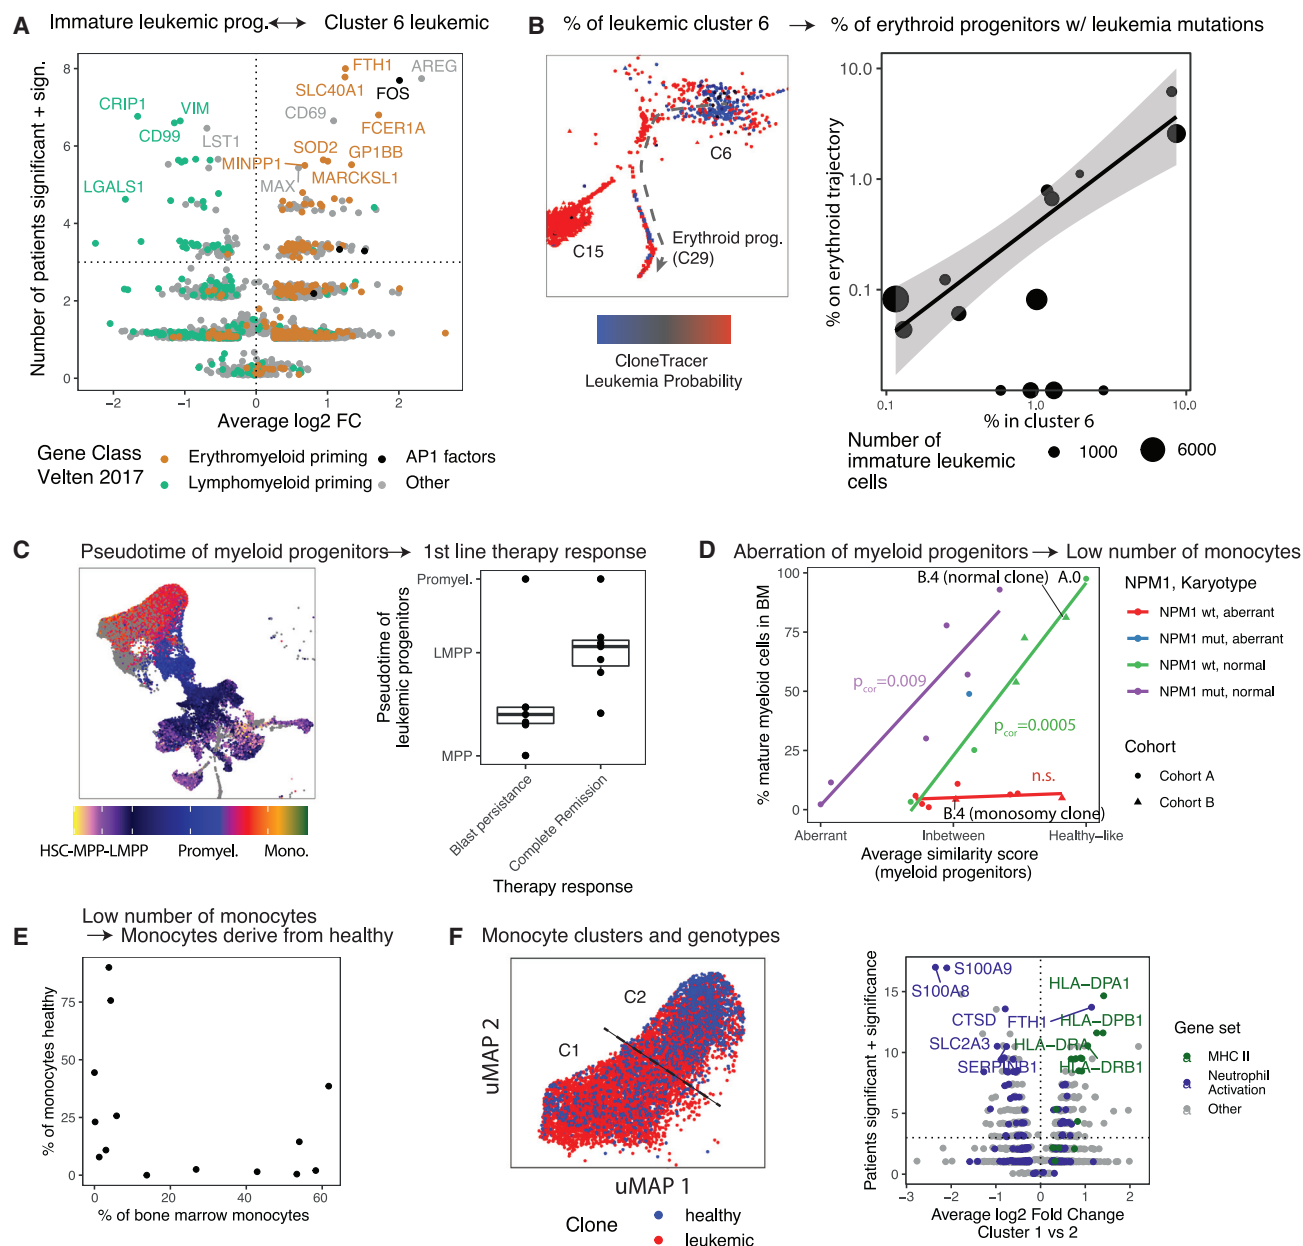 A
Immature leukemic prog. ↔ Cluster 6 leukemic
Number of patients significant + sign.
8
6
4
2
0
FTH1
AREG
SLC40A1
FOS
CRIP1
VIM
CD69
FCER1A
CD99
LST1
SOD2
GP1BB
MINPP1
MARCKSL1
MAX
LGALS1
−2
−1
0
1
2
Average log2 FC
Gene Class
Velten 2017
Erythromyeloid priming
Lymphomyeloid priming
AP1 factors
Other
B
% of leukemic cluster 6 → % of erythroid progenitors w/ leukemia mutations
C6
C15
Erythroid prog.
(C29)
CloneTracer
Leukemia Probability
% on erythroid trajectory
10.0
1.0
0.1
0.1
1.0
10.0
% in cluster 6
Number of
immature leukemic
cells
1000
6000
C
Pseudotime of myeloid progenitors → 1st line therapy response
HSC-MPP-LMPP
Promyel.
Mono.
Pseudotime of
leukemic progenitors
Promyel.
LMPP
MPP
Blast persistance
Complete Remission
Therapy response
D
Aberration of myeloid progenitors → Low number of monocytes
% mature myeloid cells in BM
100
75
50
25
0
B.4 (normal clone)
A.0
pcor=0.009
pcor=0.0005
n.s.
B.4 (monosomy clone)
Aberrant
Inbetween
Healthy-like
Average similarity score
(myeloid progenitors)
NPM1, Karyotype
NPM1 wt, aberrant
NPM1 mut, aberrant
NPM1 wt, normal
NPM1 mut, normal
Cohort
Cohort A
Cohort B
E
Low number of monocytes
→ Monocytes derive from healthy
% of monocytes healthy
75
50
25
0
0
20
40
60
% of bone marrow monocytes
F
Monocyte clusters and genotypes
C2
C1
uMAP 2
uMAP 1
Clone
healthy
leukemic
Patients significance + significance
15
10
5
0
S100A9
S100A8
HLA−DPA1
CTSD
FTH1
HLA−DPB1
SLC2A3
HLA−DRA
SERPINB1
HLA−DRB1
−3
−2
−1
0
1
2
Average log2 Fold Change
Cluster 1 vs 2
Gene set
MHC II
Neutrophil
Activation
Other